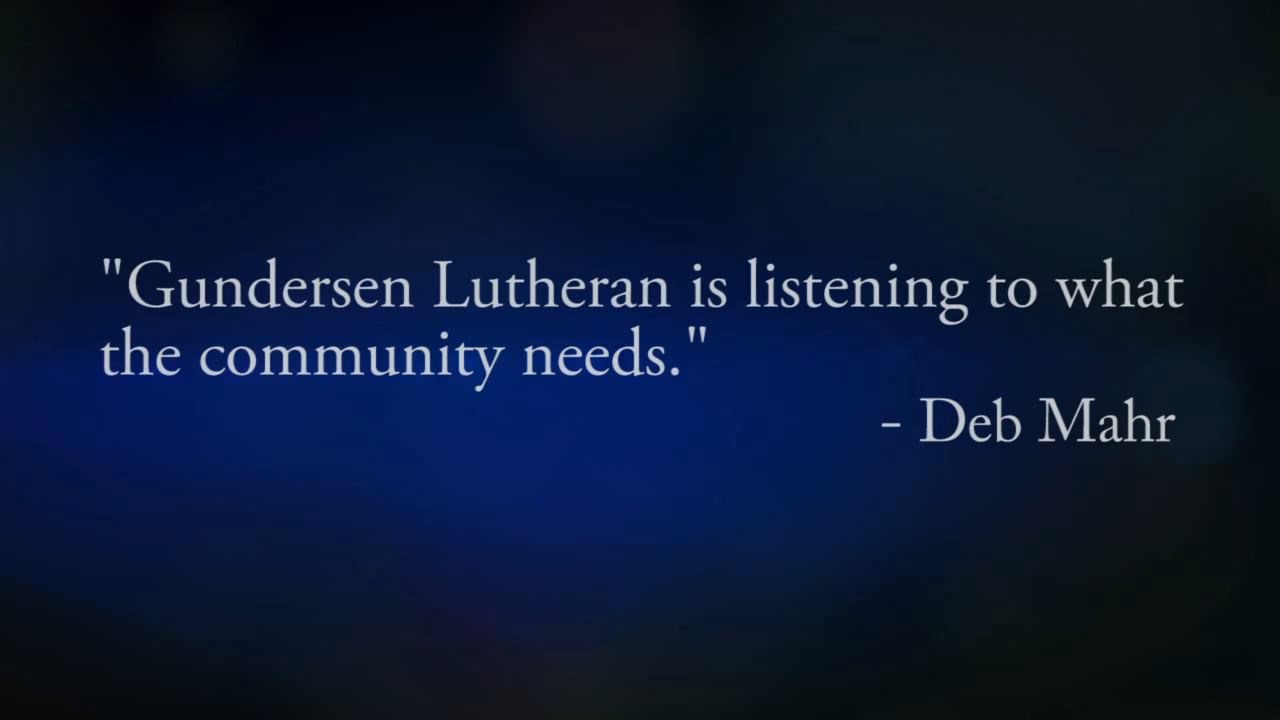 "Gundersen Lutheran is listening to what
the community needs."
- Deb Mahr